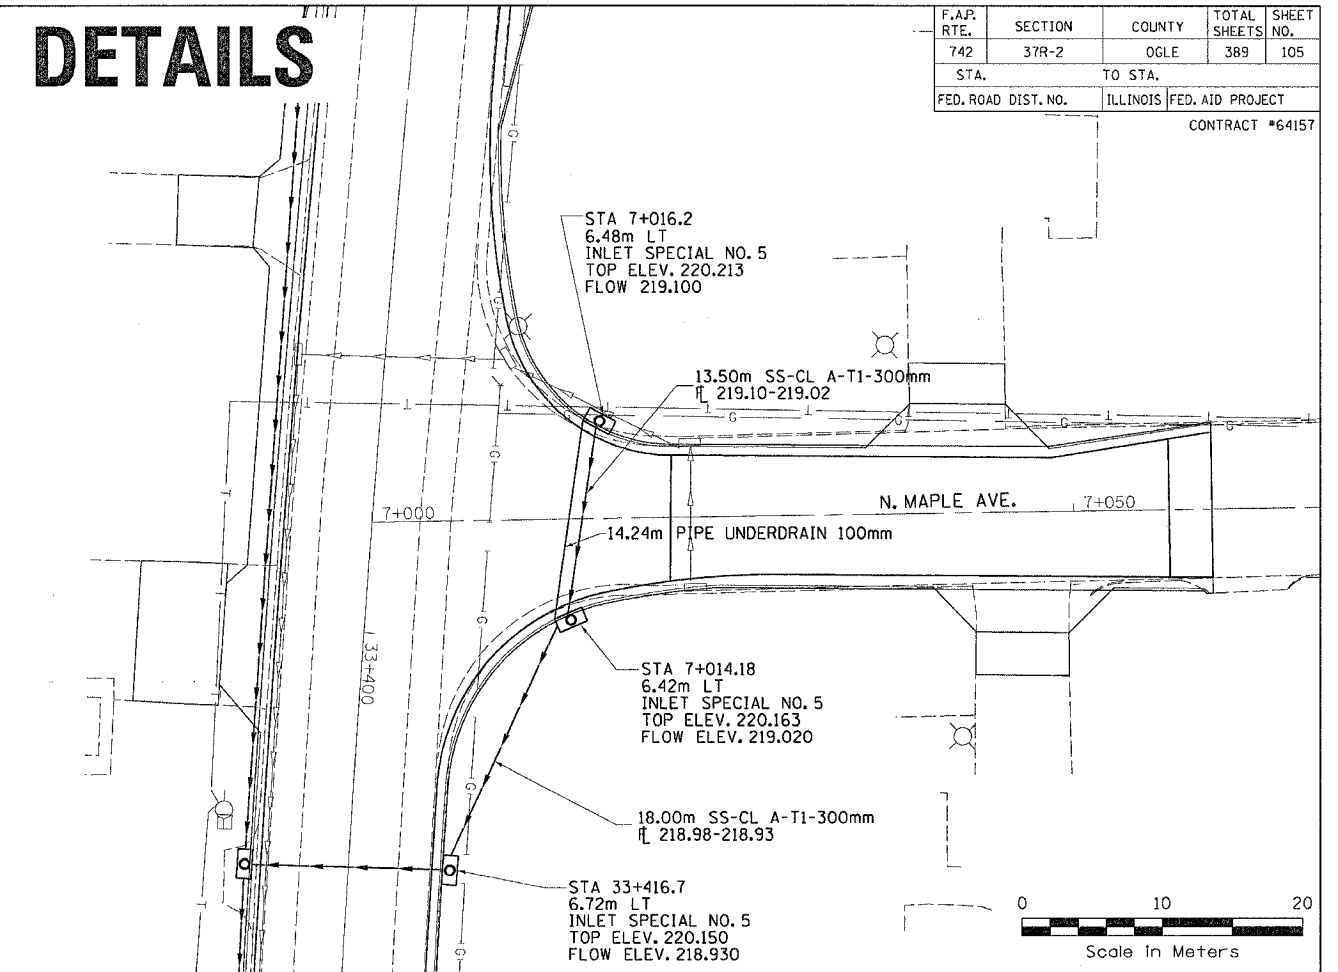 DETAILS
F.A.P. RTE. SECTION COUNTY TOTAL SHEETS SHEET NO.
742 37R-2 OGLE 389 105
STA. TO STA.
FED. ROAD DIST. NO. ILLINOIS FED. AID PROJECT
CONTRACT #64157
STA 7+016.2
6.48m LT
INLET SPECIAL NO. 5
TOP ELEV. 220.213
FLOW 219.100
13.50m SS-CL A-T1-300mm
FL 219.10-219.02
N. MAPLE AVE.
7+050
7+000
14.24m PIPE UNDERDRAIN 100mm
33+400
STA 7+014.18
6.42m LT
INLET SPECIAL NO. 5
TOP ELEV. 220.163
FLOW ELEV. 219.020
18.00m SS-CL A-T1-300mm
FL 218.98-218.93
STA 33+416.7
6.72m LT
INLET SPECIAL NO. 5
TOP ELEV. 220.150
FLOW ELEV. 218.930
0 10 20
Scale in Meters
G
G
G
G
G
G
G
G
G
T
T
T
T
T
T
T
T